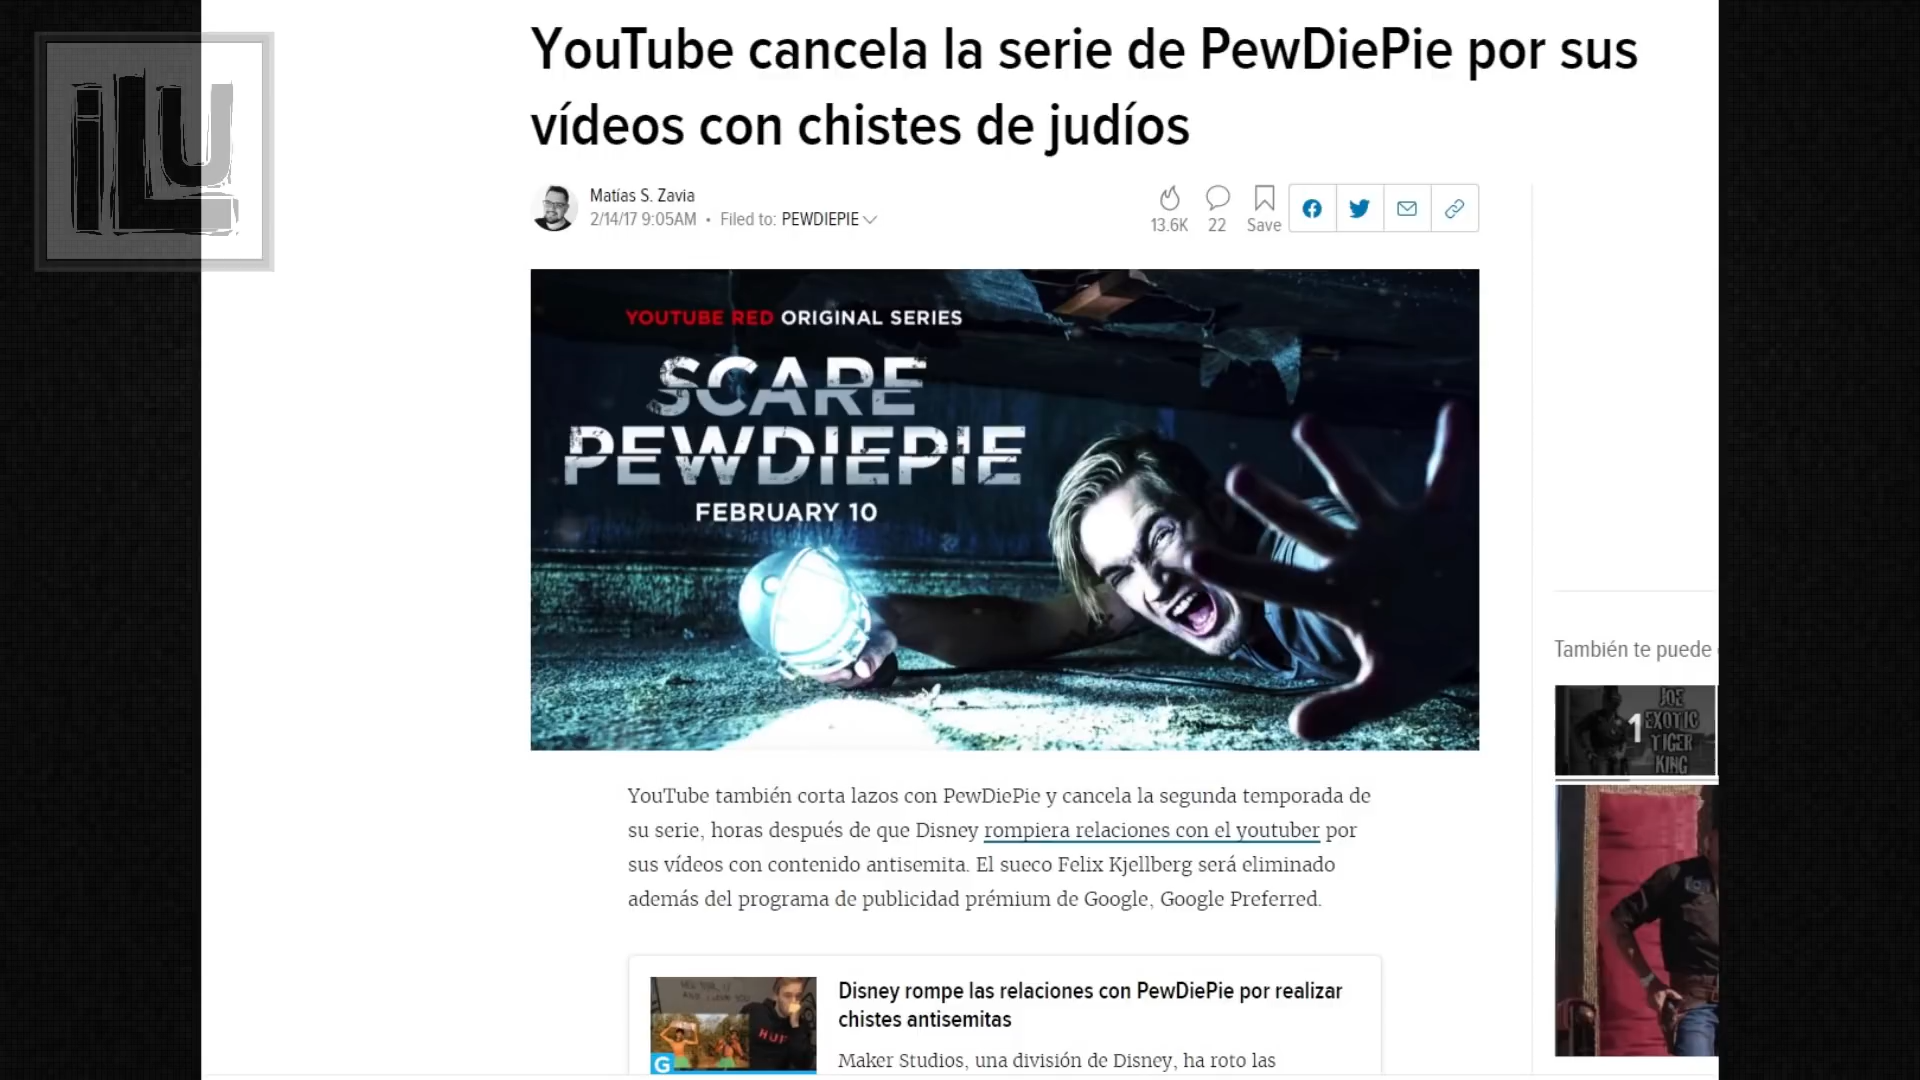 iLU
YouTube cancela la serie de PewDiePie por sus
vídeos con chistes de judíos
Matías S. Zavia
2/14/17 9:05AM • Filed to: PEWDIEPIE
13.6K
22
Save
YOUTUBE RED ORIGINAL SERIES
SCARE
PEWDIEPIE
FEBRUARY 10
También te puede
1
JOE
EXOTIC
TIGER
KING
YouTube también corta lazos con PewDiePie y cancela la segunda temporada de
su serie, horas después de que Disney rompiera relaciones con el youtuber por
sus vídeos con contenido antisemita. El sueco Felix Kjellberg será eliminado
además del programa de publicidad prémium de Google, Google Preferred.
HUF
G
Disney rompe las relaciones con PewDiePie por realizar
chistes antisemitas
Maker Studios, una división de Disney, ha roto las